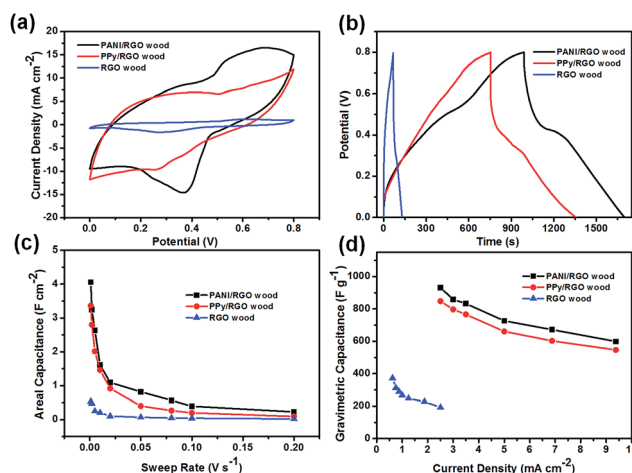 (a)
PANI/RGO wood
PPy/RGO wood
RGO wood
Current Density (mA cm⁻²)
20
15
10
5
0
-5
-10
-15
-20
0.0 0.2 0.4 0.6 0.8
Potential (V)
(b)
PANI/RGO wood
PPy/RGO wood
RGO wood
Potential (V)
1.0
0.8
0.6
0.4
0.2
0.0
0 300 600 900 1200 1500
Time (s)
(c)
PANI/RGO wood
PPy/RGO wood
RGO wood
Areal Capacitance (F cm⁻²)
5
4
3
2
1
0
0.00 0.05 0.10 0.15 0.20
Sweep Rate (V s⁻¹)
(d)
PANI/RGO wood
PPy/RGO wood
RGO wood
Gravimetric Capacitance (F g⁻¹)
1000
800
600
400
200
0
0 1 2 3 4 5 6 7 8 9 1
Current Density (mA cm⁻²)